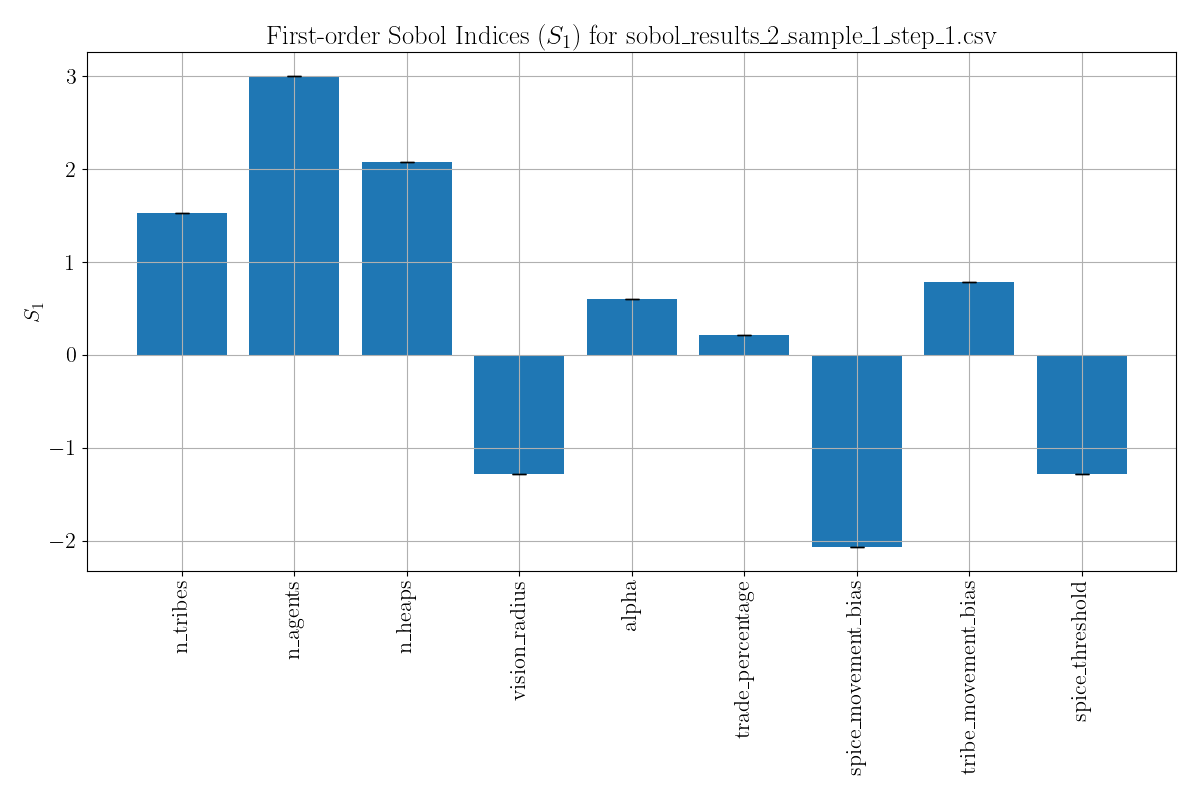 First-order Sobol Indices (S₁) for sobol_results_2_sample_1_step_1.csv
3
2
1
0
−1
−2
S₁
n_tribes
n_agents
n_heaps
vision_radius
alpha
trade_percentage
spice_movement_bias
tribe_movement_bias
spice_threshold